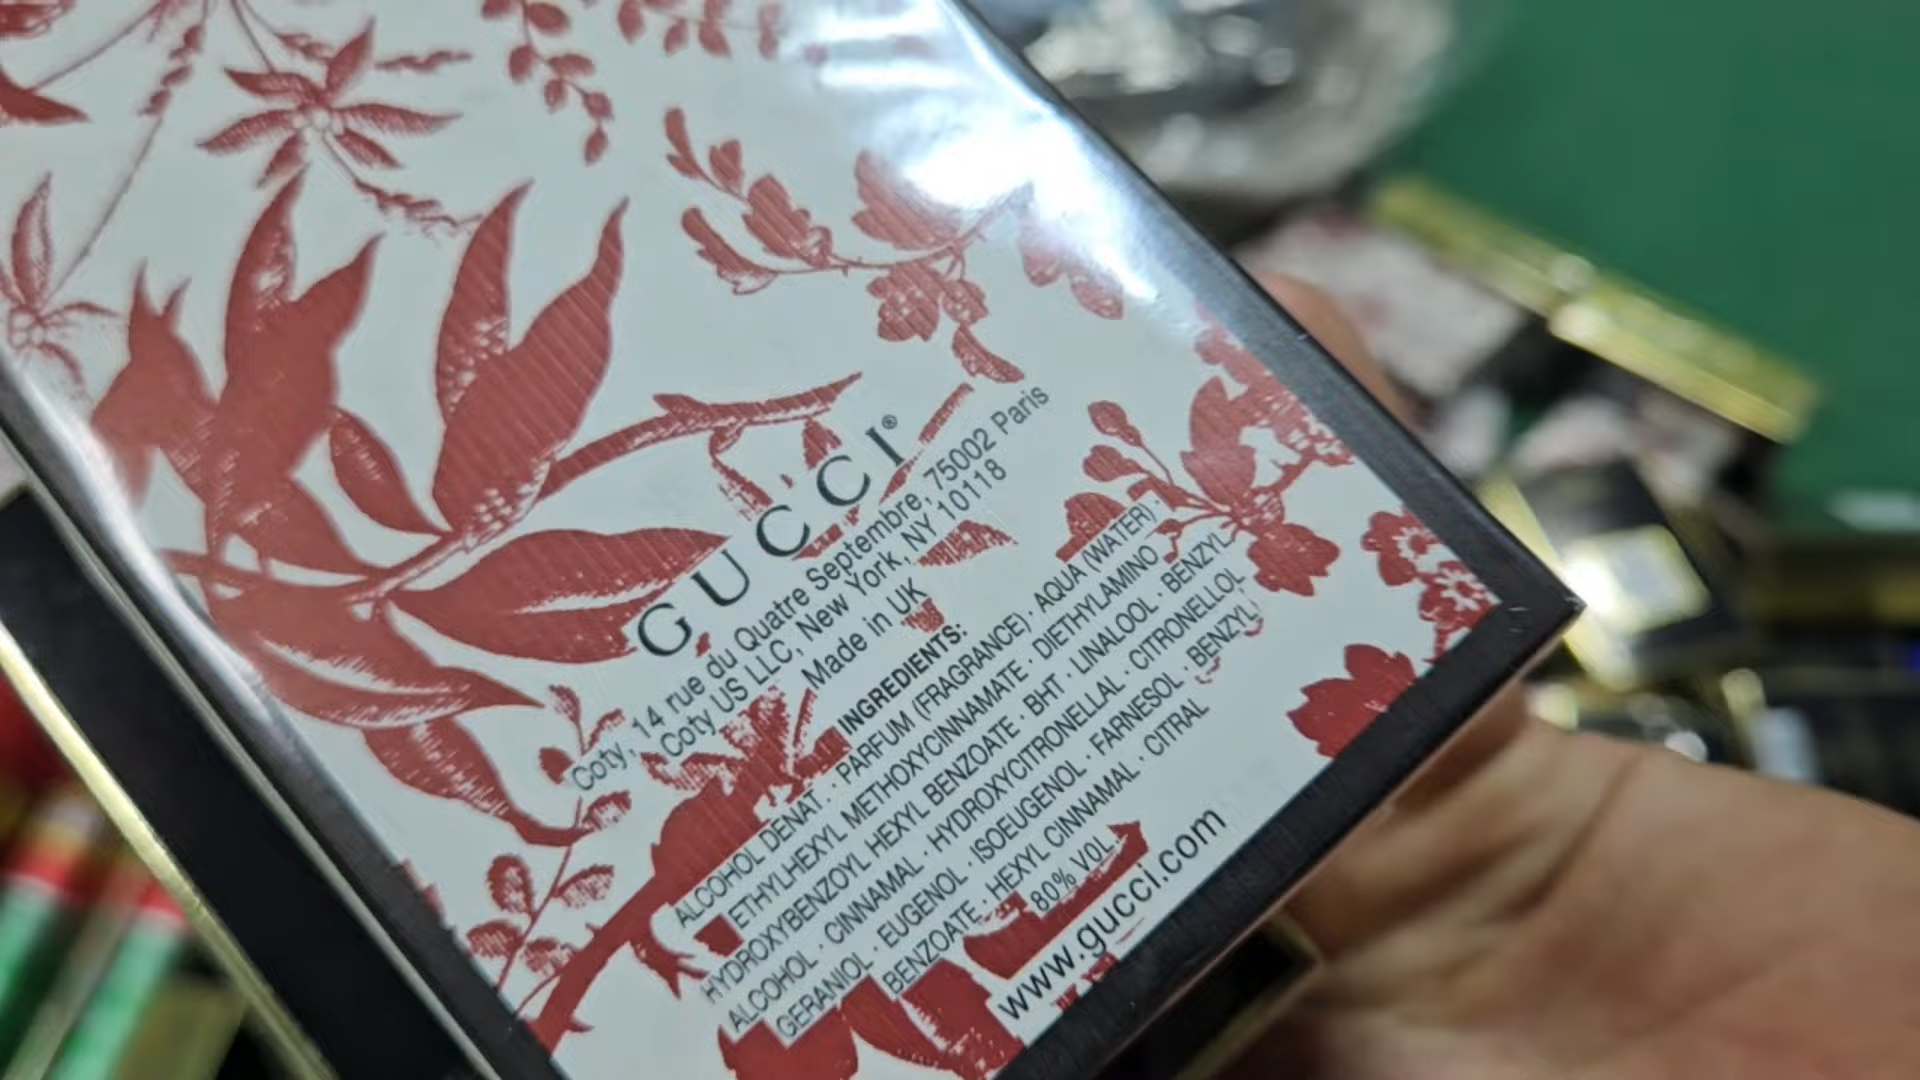 GUCCI®
Coty, 14 rue du Quatre Septembre, 75002 Paris
Coty US LLC, New York, NY 10118
Made in UK
INGREDIENTS:
ALCOHOL DENAT. · PARFUM (FRAGRANCE) · AQUA (WATER) ·
ETHYLHEXYL METHOXYCINNAMATE · DIETHYLAMINO
HYDROXYBENZOYL HEXYL BENZOATE · BHT · LINALOOL · BENZYL
ALCOHOL · CINNAMAL · HYDROXYCITRONELLAL · CITRONELLOL
GERANIOL · EUGENOL · ISOEUGENOL · FARNESOL · BENZYL
BENZOATE · HEXYL CINNAMAL · CITRAL
80% VOL
www.gucci.com